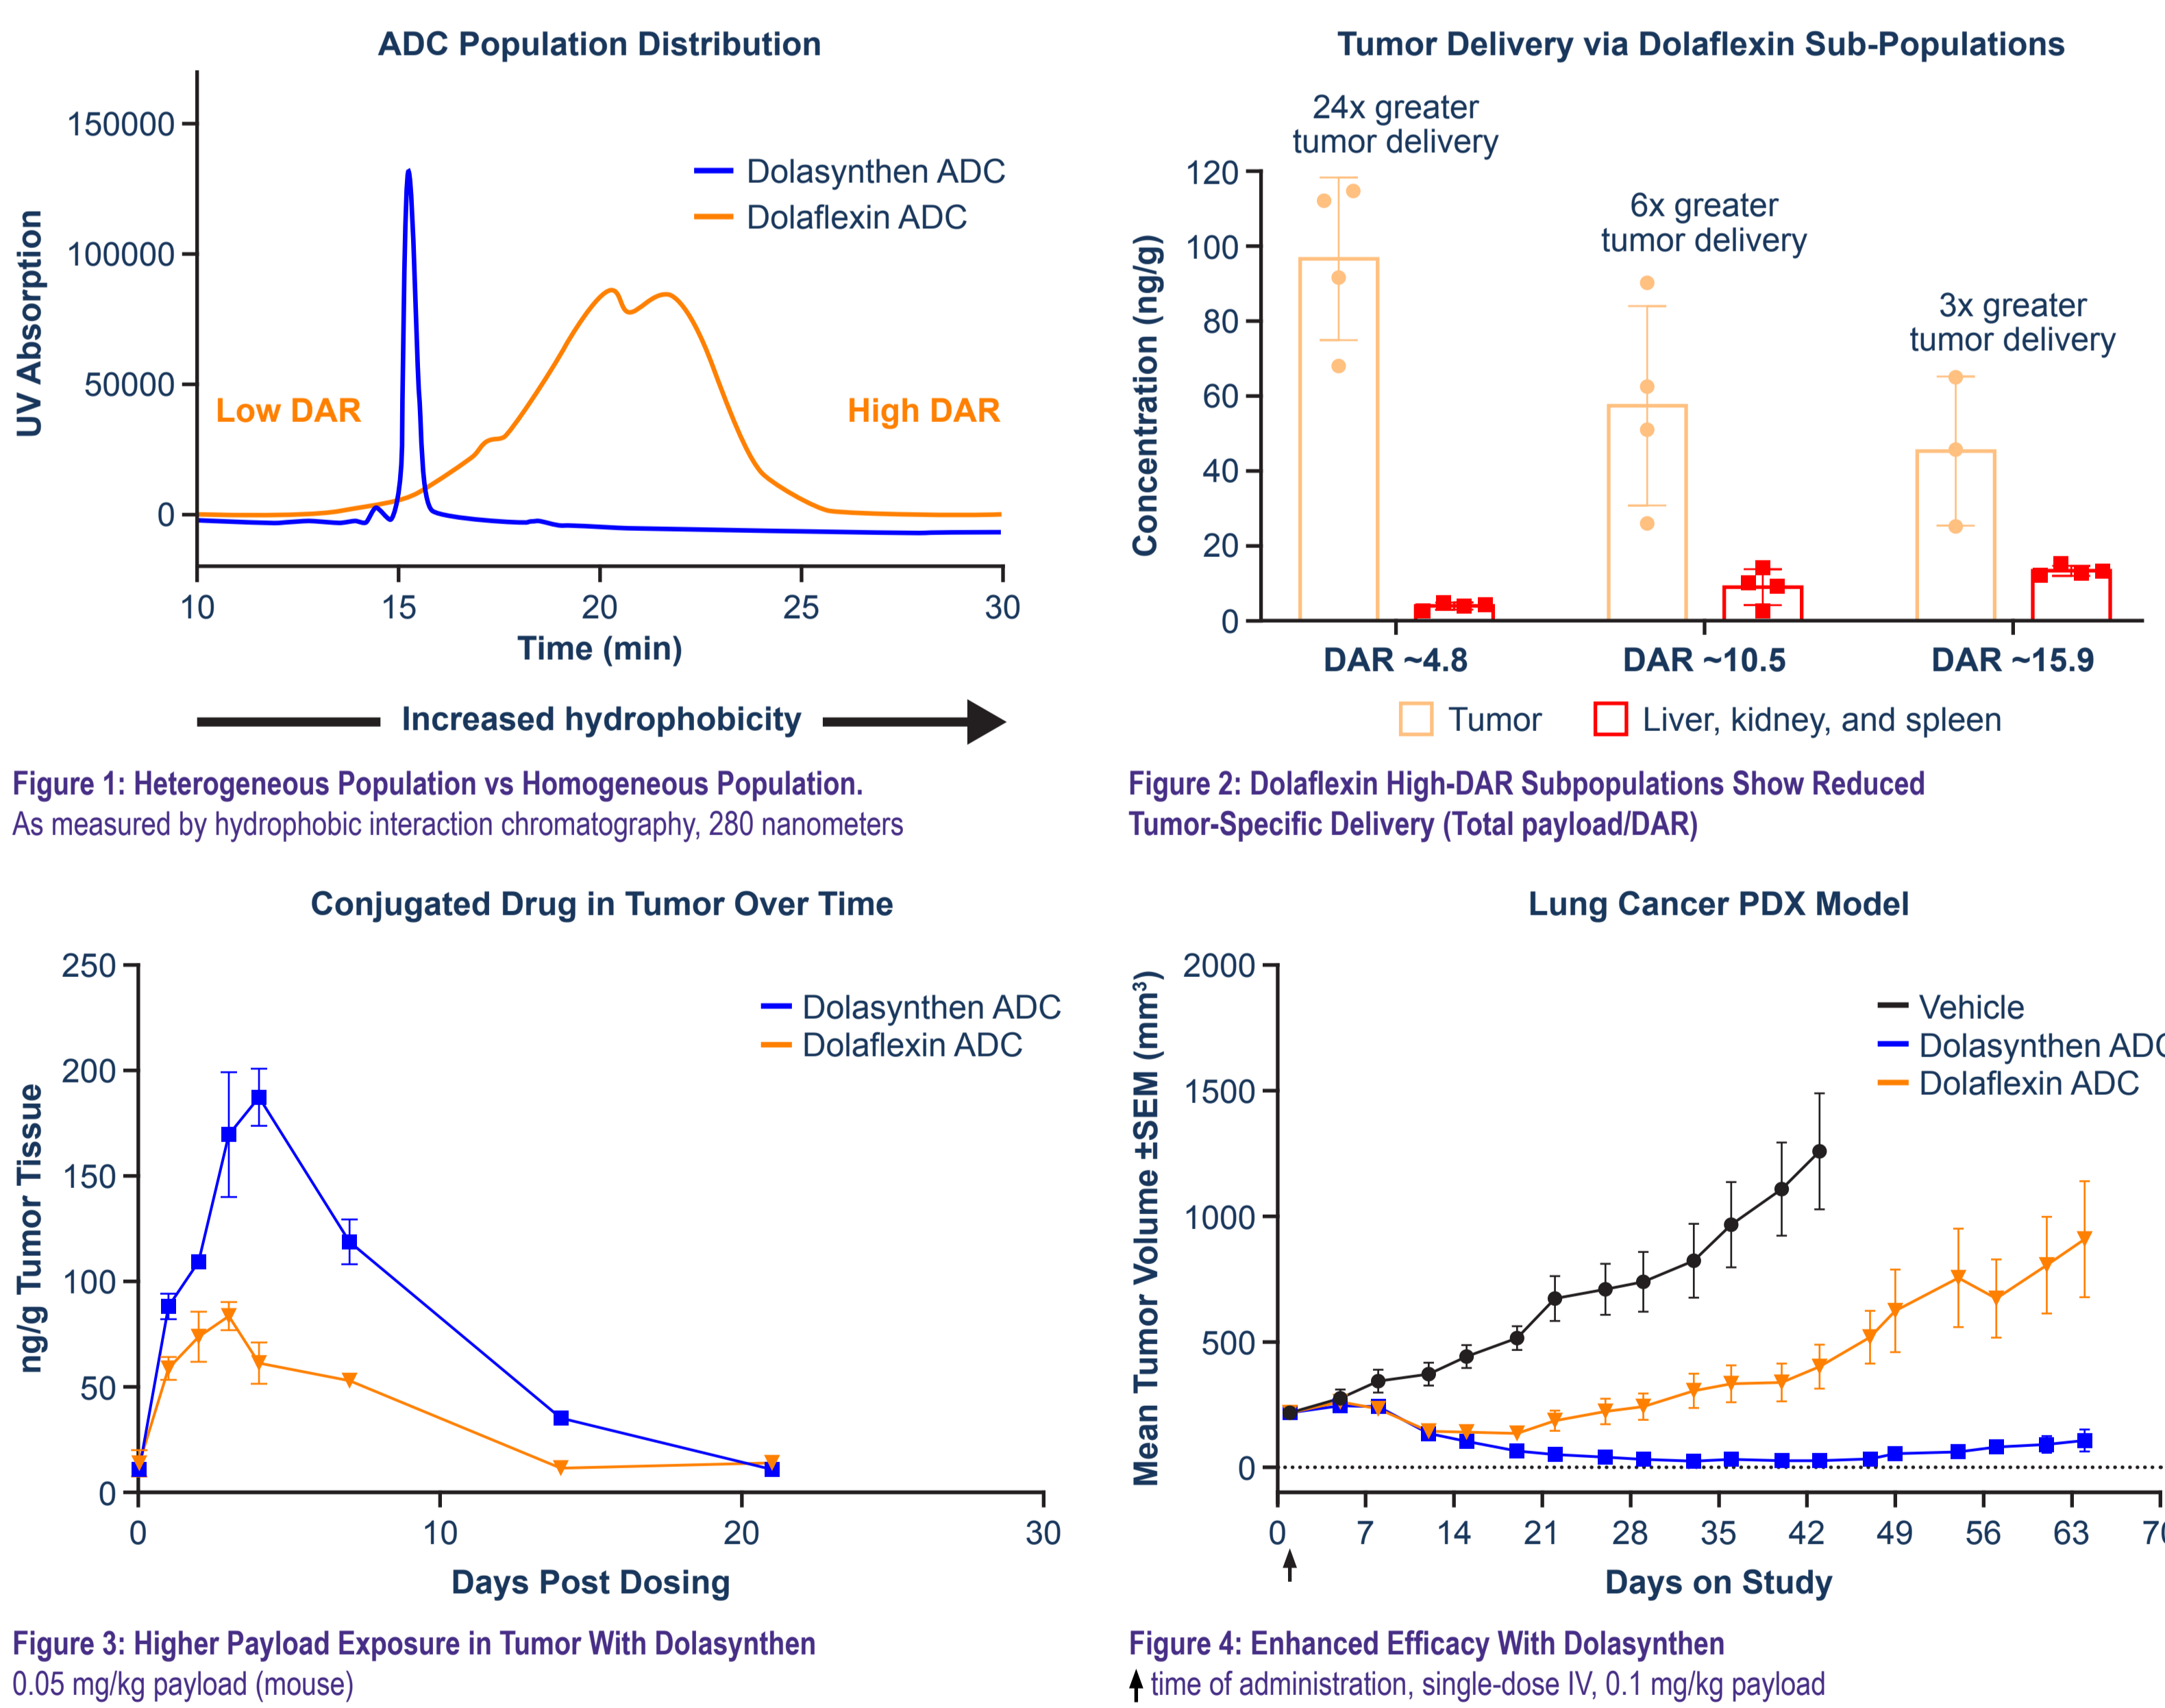 ADC Population Distribution
UV Absorption
150000
100000
50000
0
Dolasynthen ADC
Dolaflexin ADC
Low DAR
High DAR
10 15 20 25 30
Time (min)
Increased hydrophobicity
Figure 1: Heterogeneous Population vs Homogeneous Population.
As measured by hydrophobic interaction chromatography, 280 nanometers
Tumor Delivery via Dolaflexin Sub-Populations
24x greater
tumor delivery
6x greater
tumor delivery
3x greater
tumor delivery
Concentration (ng/g)
120
100
80
60
40
20
0
DAR ~4.8 DAR ~10.5 DAR ~15.9
Tumor Liver, kidney, and spleen
Figure 2: Dolaflexin High-DAR Subpopulations Show Reduced
Tumor-Specific Delivery (Total payload/DAR)
Conjugated Drug in Tumor Over Time
ng/g Tumor Tissue
250
200
150
100
50
0
Dolasynthen ADC
Dolaflexin ADC
0 10 20 30
Days Post Dosing
Figure 3: Higher Payload Exposure in Tumor With Dolasynthen
0.05 mg/kg payload (mouse)
Lung Cancer PDX Model
Mean Tumor Volume ±SEM (mm³)
2000
1500
1000
500
0
Vehicle
Dolasynthen ADC
Dolaflexin ADC
0 7 14 21 28 35 42 49 56 63 70
Days on Study
Figure 4: Enhanced Efficacy With Dolasynthen
time of administration, single-dose IV, 0.1 mg/kg payload